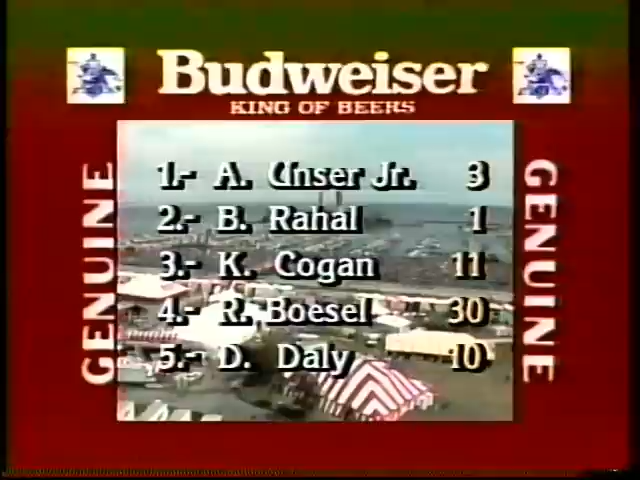 Budweiser
KING OF BEERS
GENUINE
1.- A. Unser Jr. 3
2.- B. Rahal 1
3.- K. Cogan 11
4.- R. Boesel 30
5.- D. Daly 10
GENUINE